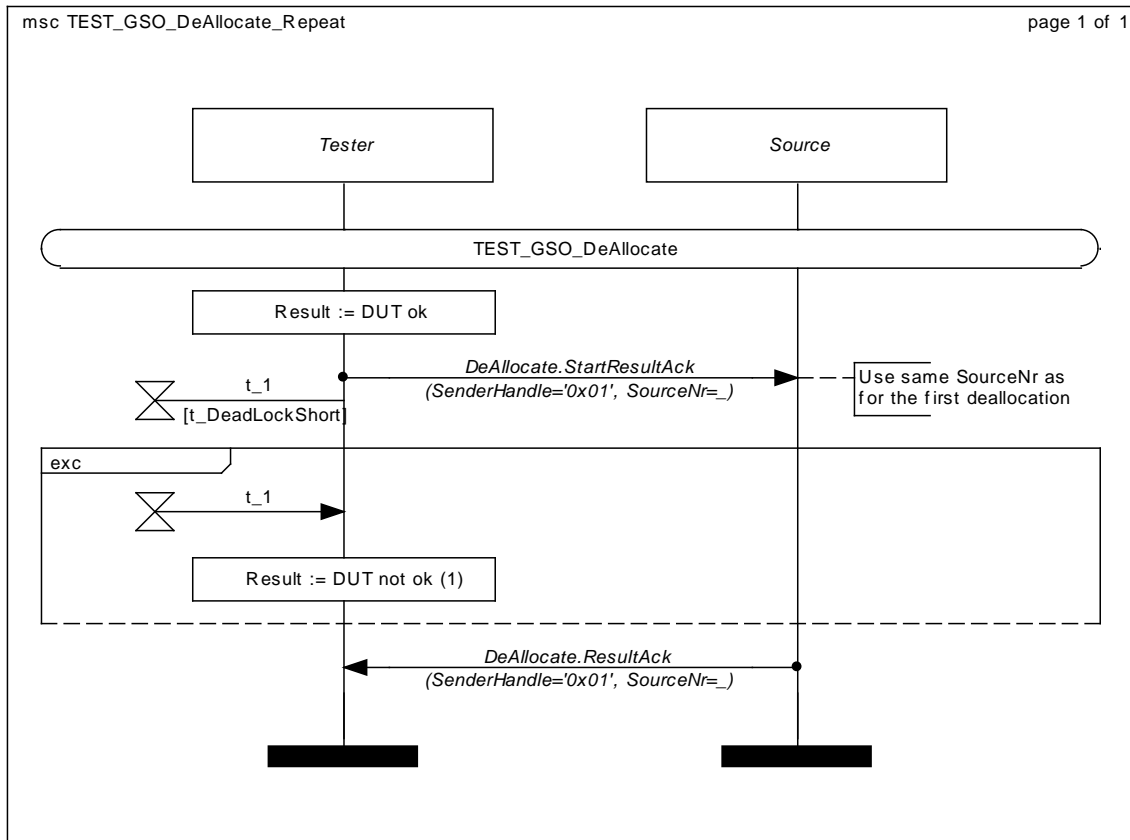 msc TEST_GSO_DeAllocate_Repeat
page 1 of 1
Tester
Source
TEST_GSO_DeAllocate
Result := DUT ok
DeAllocate.StartResultAck
(SenderHandle='0x01', SourceNr=_)
Use same SourceNr as
for the first deallocation
t_1
[t_DeadLockShort]
exc
t_1
Result := DUT not ok (1)
DeAllocate.ResultAck
(SenderHandle='0x01', SourceNr=_)